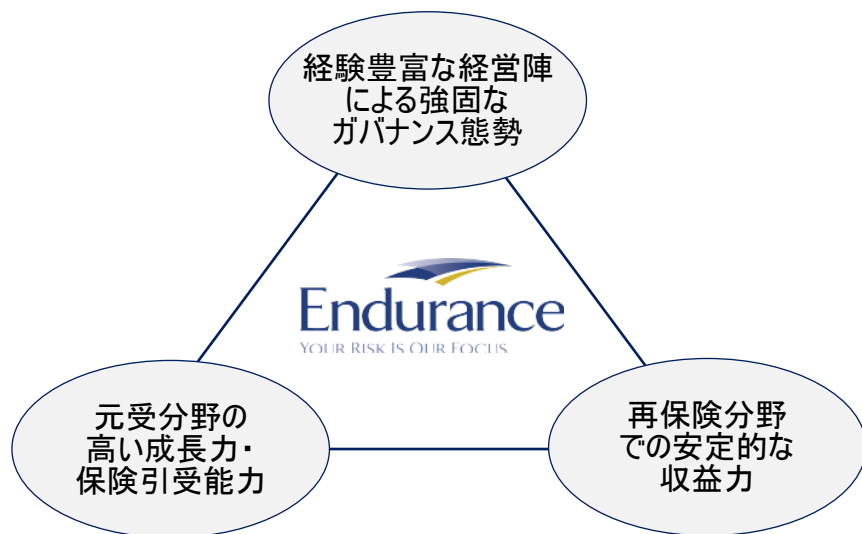 経験豊富な経営陣
による強固な
ガバナンス態勢
Endurance
YOUR RISK IS OUR FOCUS
元受分野の
高い成長力・
保険引受能力
再保険分野
での安定的な
収益力